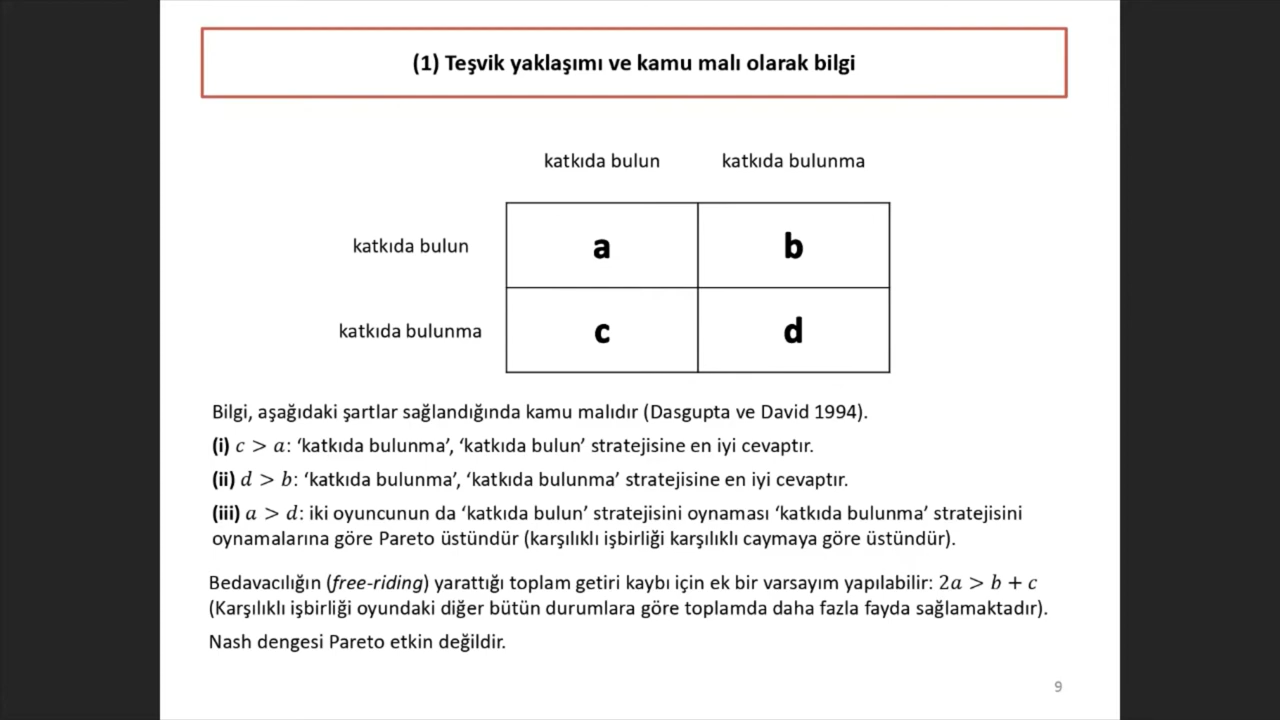 (1) Teşvik yaklaşımı ve kamu malı olarak bilgi
katkıda bulun katkıda bulunma
katkıda bulun a b
katkıda bulunma c d
Bilgi, aşağıdaki şartlar sağlandığında kamu malıdır (Dasgupta ve David 1994).
(i) c > a: ‘katkıda bulunma’, ‘katkıda bulun’ stratejisine en iyi cevaptır.
(ii) d > b: ‘katkıda bulunma’, ‘katkıda bulunma’ stratejisine en iyi cevaptır.
(iii) a > d: iki oyuncunun da ‘katkıda bulun’ stratejisini oynaması ‘katkıda bulunma’ stratejisini
oynamalarına göre Pareto üstündür (karşılıklı işbirliği karşılıklı caymaya göre üstündür).
Bedavacılığın (free-riding) yarattığı toplam getiri kaybı için ek bir varsayım yapılabilir: 2a > b + c
(Karşılıklı işbirliği oyundaki diğer bütün durumlara göre toplamda daha fazla fayda sağlamaktadır).
Nash dengesi Pareto etkin değildir.
9